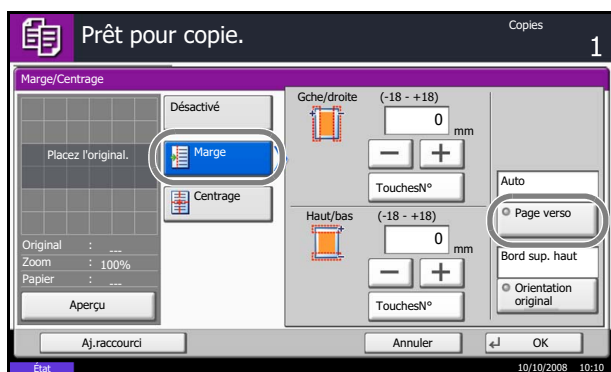 Prêt pour copie.
Copies
1
Marge/Centrage
Placez l'original.
Original : ---
Zoom : 100%
Papier : ---
Aperçu
Désactivé
Marge
Centrage
Gche/droite (-18 - +18)
0 mm
TouchesN°
Haut/bas (-18 - +18)
0 mm
TouchesN°
Auto
Page verso
Bord sup. haut
Orientation
original
Aj.raccourci
Annuler
OK
État
10/10/2008 10:10